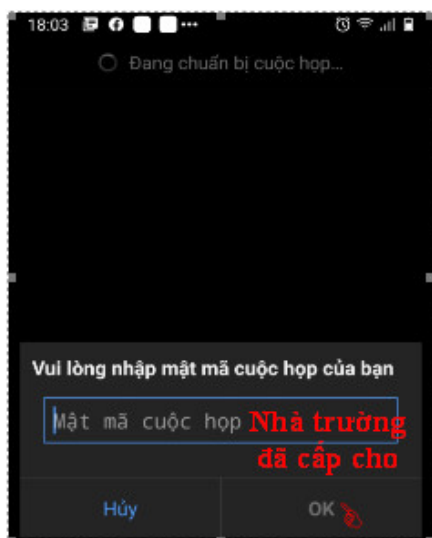 18:03
Đang chuẩn bị cuộc họp...
Vui lòng nhập mật mã cuộc họp của bạn
Mật mã cuộc họp Nhà trường
đã cấp cho
Hủy OK